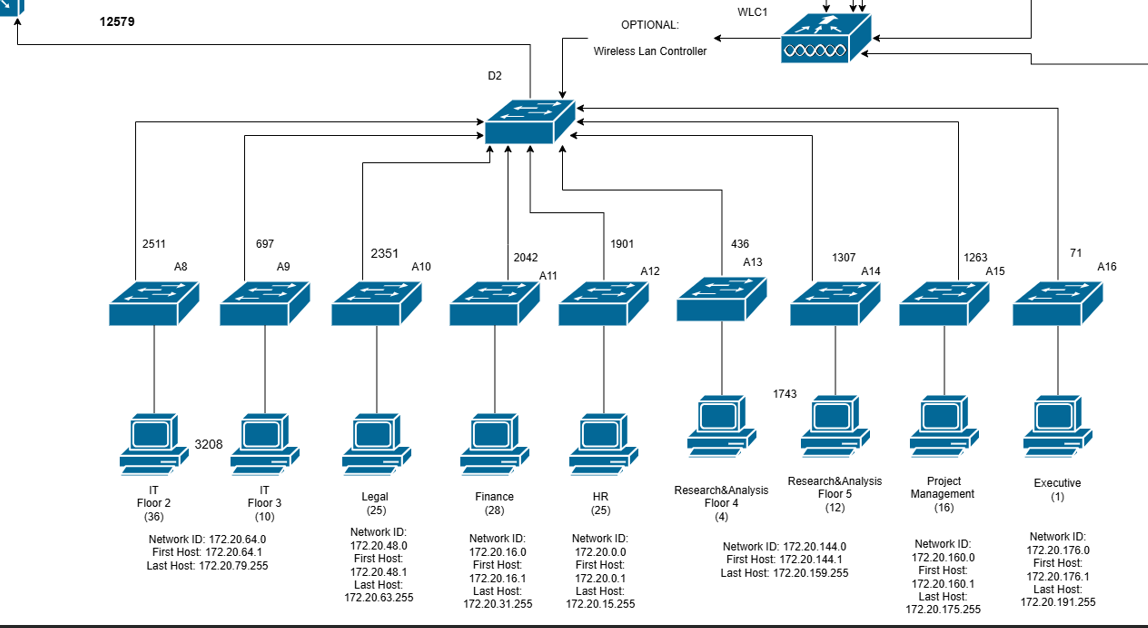 12579
WLC1
OPTIONAL:
Wireless Lan Controller
D2
2511
A8
697
A9
2351
A10
2042
A11
1901
A12
436
A13
1307
A14
1263
A15
71
A16
3208
1743
IT
Floor 2
(36)
IT
Floor 3
(10)
Network ID: 172.20.64.0
First Host: 172.20.64.1
Last Host: 172.20.79.255
Legal
(25)
Network ID:
172.20.48.0
First Host:
172.20.48.1
Last Host:
172.20.63.255
Finance
(28)
Network ID:
172.20.16.0
First Host:
172.20.16.1
Last Host:
172.20.31.255
HR
(25)
Network ID:
172.20.0.0
First Host:
172.20.0.1
Last Host:
172.20.15.255
Research&Analysis
Floor 4
(4)
Research&Analysis
Floor 5
(12)
Network ID: 172.20.144.0
First Host: 172.20.144.1
Last Host: 172.20.159.255
Project
Management
(16)
Network ID:
172.20.160.0
First Host:
172.20.160.1
Last Host:
172.20.175.255
Executive
(1)
Network ID:
172.20.176.0
First Host:
172.20.176.1
Last Host:
172.20.191.255